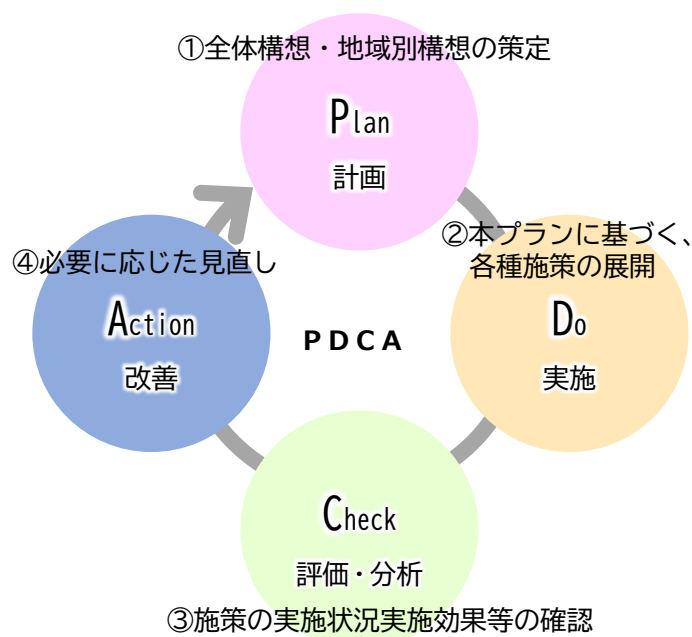 ①全体構想・地域別構想の策定
Plan
計画
②本プランに基づく、
各種施策の展開
Do
実施
④必要に応じた見直し
Action
改善
PDCA
Check
評価・分析
③施策の実施状況実施効果等の確認